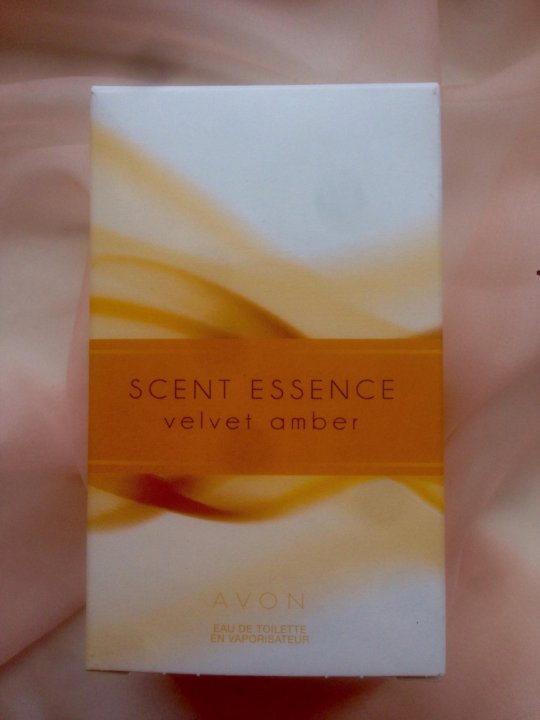 SCENT ESSENCE
velvet amber
AVON
EAU DE TOILETTE
EN VAPORISATEUR